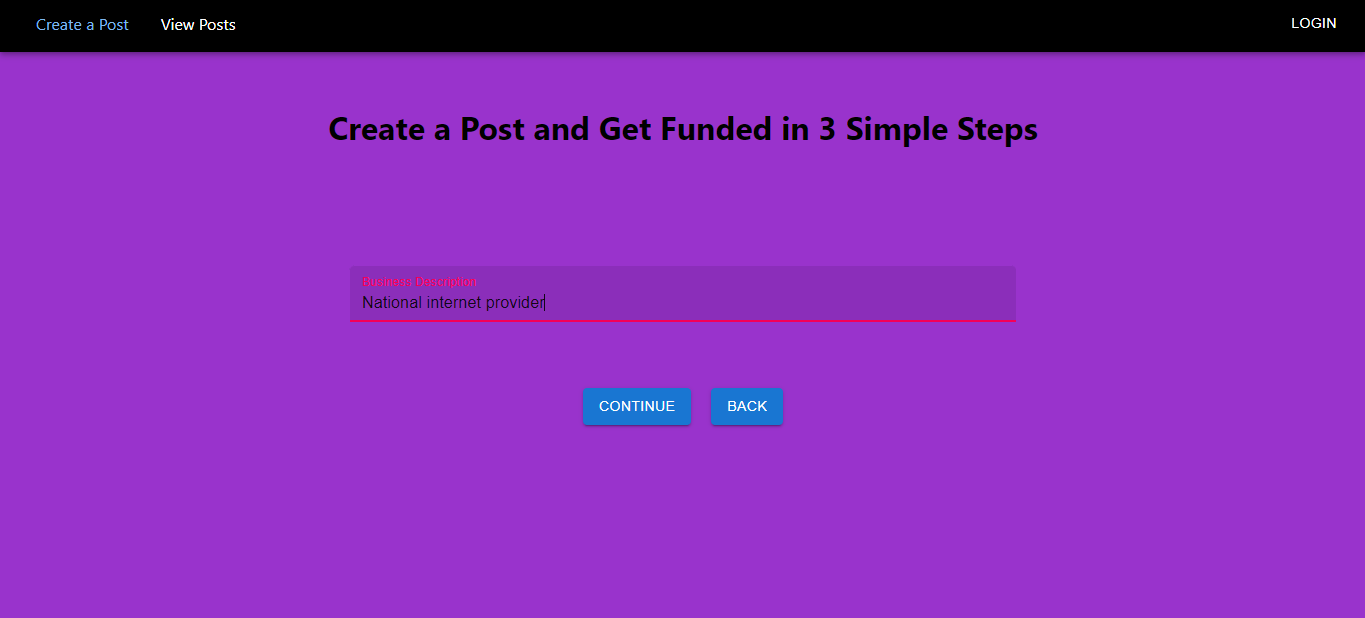 Create a Post View Posts LOGIN
Create a Post and Get Funded in 3 Simple Steps
Business Description
National internet provider
CONTINUE BACK